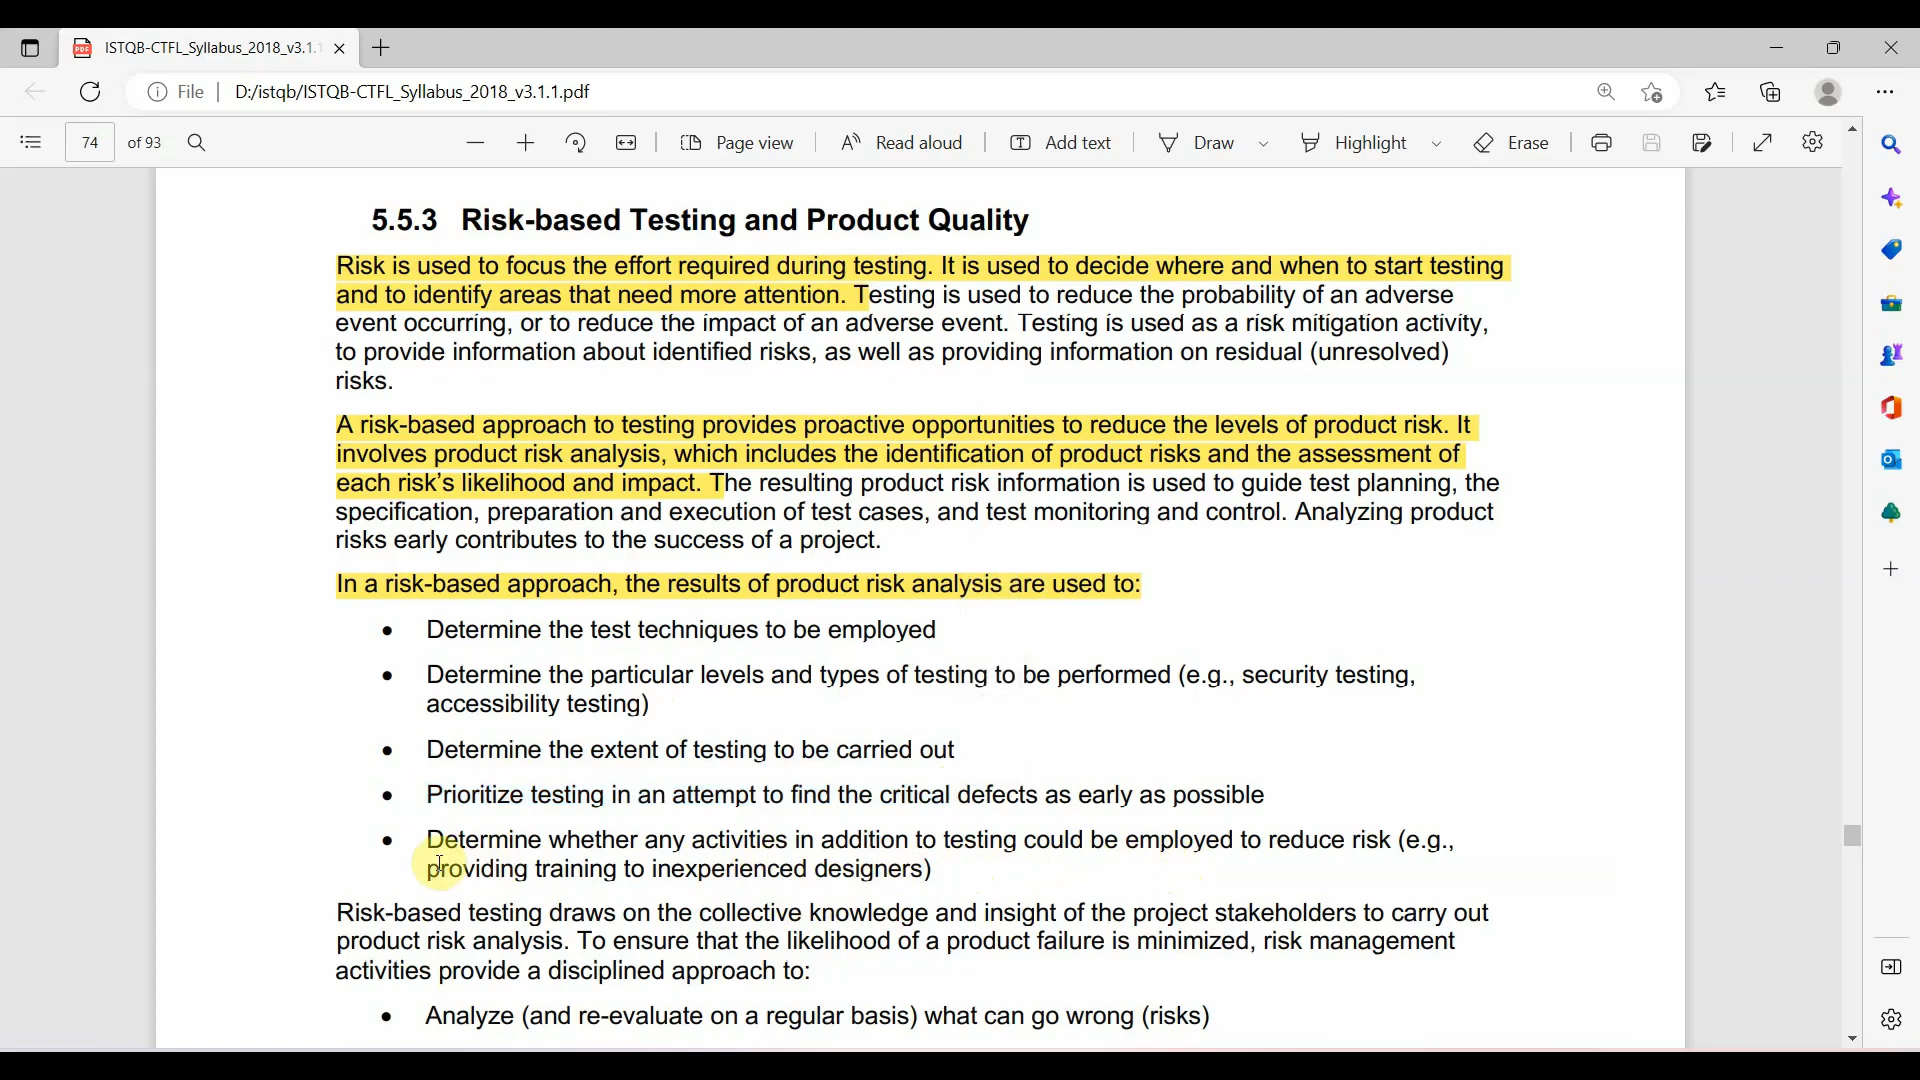 ISTQB-CTFL_Syllabus_2018_v3.1.1
File
D:/istqb/ISTQB-CTFL_Syllabus_2018_v3.1.1.pdf
74 of 93
Page view
Read aloud
Add text
Draw
Highlight
Erase
5.5.3 Risk-based Testing and Product Quality
Risk is used to focus the effort required during testing. It is used to decide where and when to start testing
and to identify areas that need more attention. Testing is used to reduce the probability of an adverse
event occurring, or to reduce the impact of an adverse event. Testing is used as a risk mitigation activity,
to provide information about identified risks, as well as providing information on residual (unresolved)
risks.
A risk-based approach to testing provides proactive opportunities to reduce the levels of product risk. It
involves product risk analysis, which includes the identification of product risks and the assessment of
each risk’s likelihood and impact. The resulting product risk information is used to guide test planning, the
specification, preparation and execution of test cases, and test monitoring and control. Analyzing product
risks early contributes to the success of a project.
In a risk-based approach, the results of product risk analysis are used to:
• Determine the test techniques to be employed
• Determine the particular levels and types of testing to be performed (e.g., security testing,
accessibility testing)
• Determine the extent of testing to be carried out
• Prioritize testing in an attempt to find the critical defects as early as possible
• Determine whether any activities in addition to testing could be employed to reduce risk (e.g.,
providing training to inexperienced designers)
Risk-based testing draws on the collective knowledge and insight of the project stakeholders to carry out
product risk analysis. To ensure that the likelihood of a product failure is minimized, risk management
activities provide a disciplined approach to:
• Analyze (and re-evaluate on a regular basis) what can go wrong (risks)